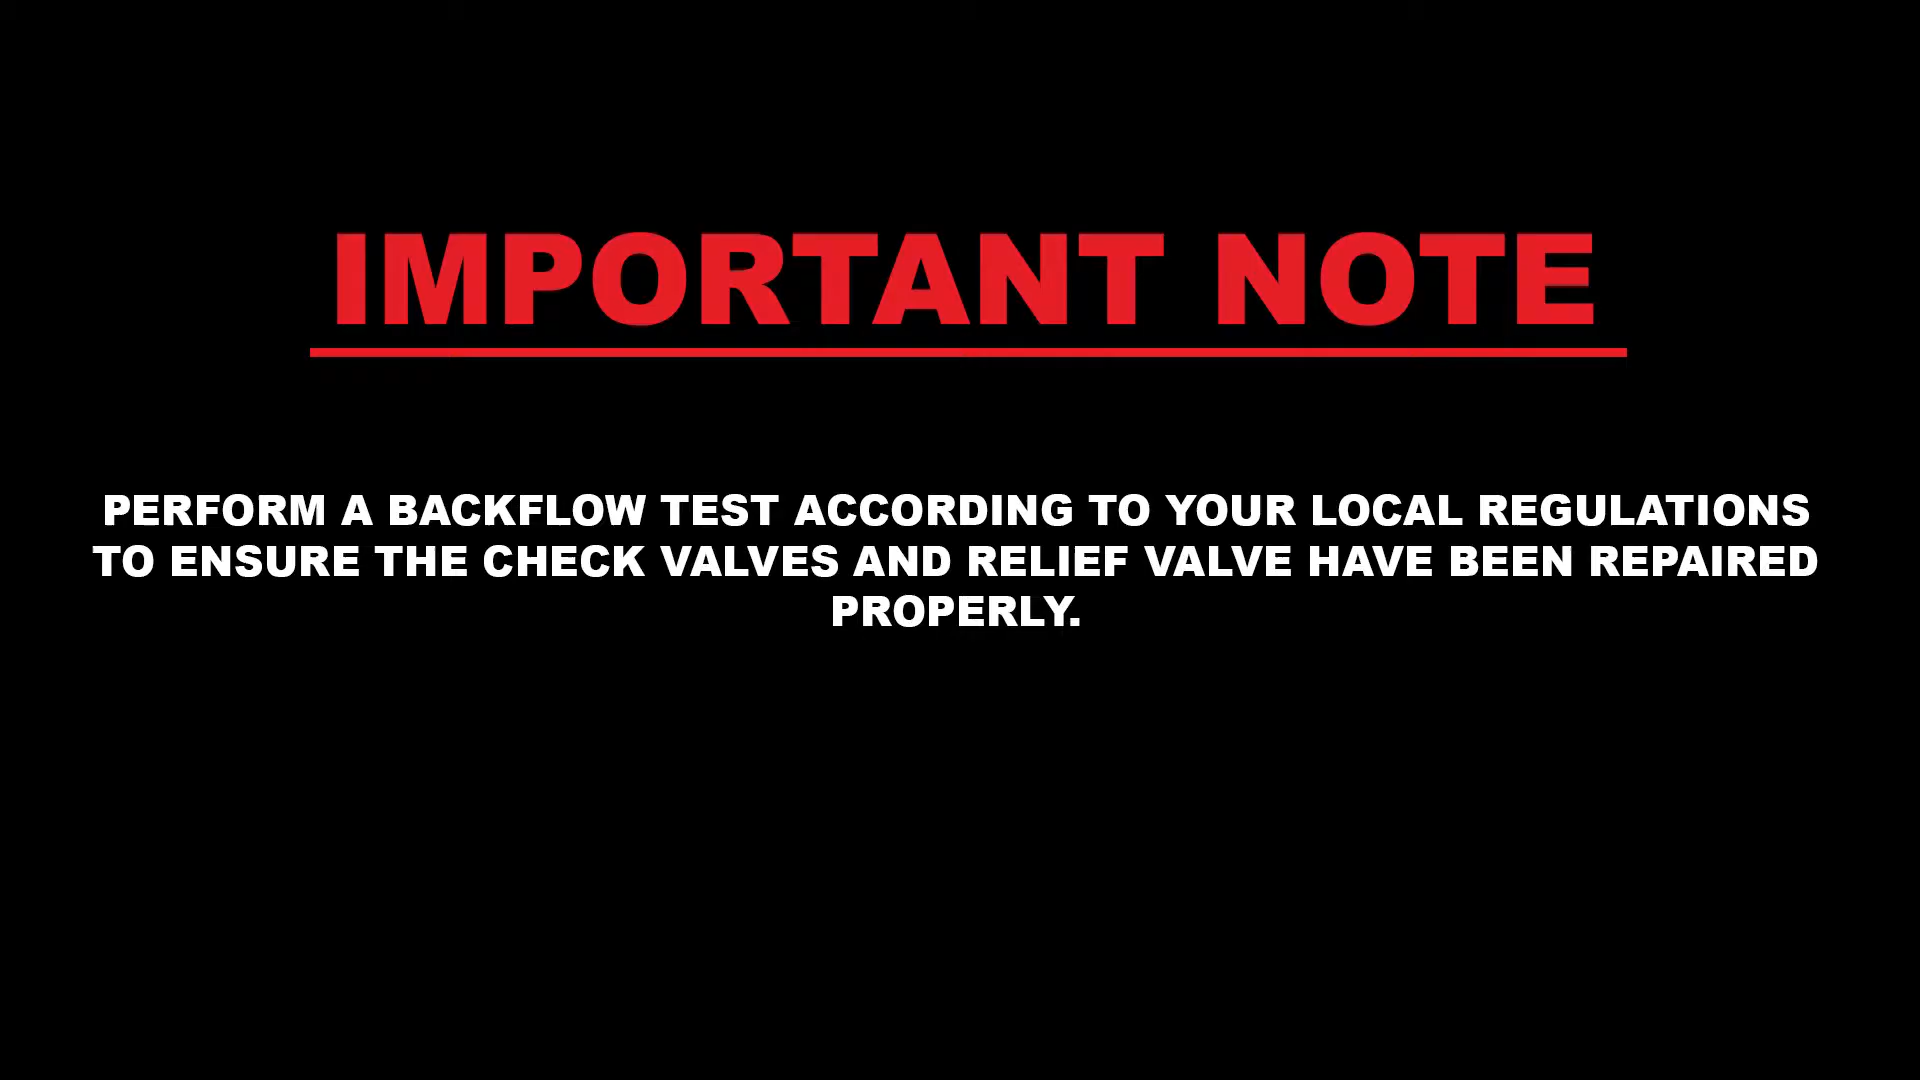 IMPORTANT NOTE
PERFORM A BACKFLOW TEST ACCORDING TO YOUR LOCAL REGULATIONS
TO ENSURE THE CHECK VALVES AND RELIEF VALVE HAVE BEEN REPAIRED
PROPERLY.